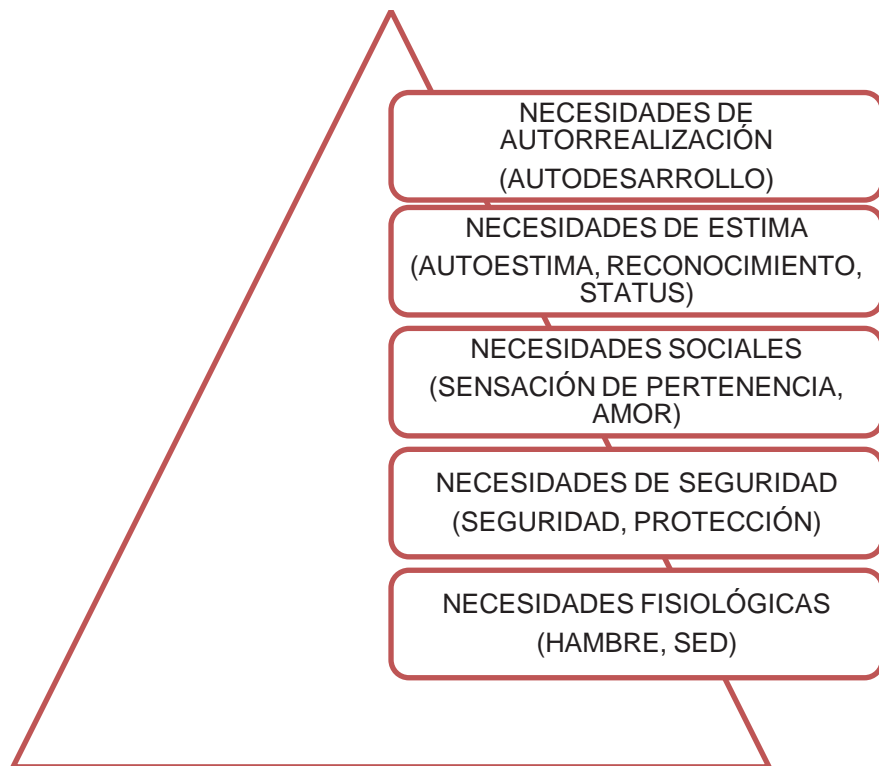 NECESIDADES DE
AUTORREALIZACIÓN
(AUTODESARROLLO)
NECESIDADES DE ESTIMA
(AUTOESTIMA, RECONOCIMIENTO,
STATUS)
NECESIDADES SOCIALES
(SENSACIÓN DE PERTENENCIA,
AMOR)
NECESIDADES DE SEGURIDAD
(SEGURIDAD, PROTECCIÓN)
NECESIDADES FISIOLÓGICAS
(HAMBRE, SED)